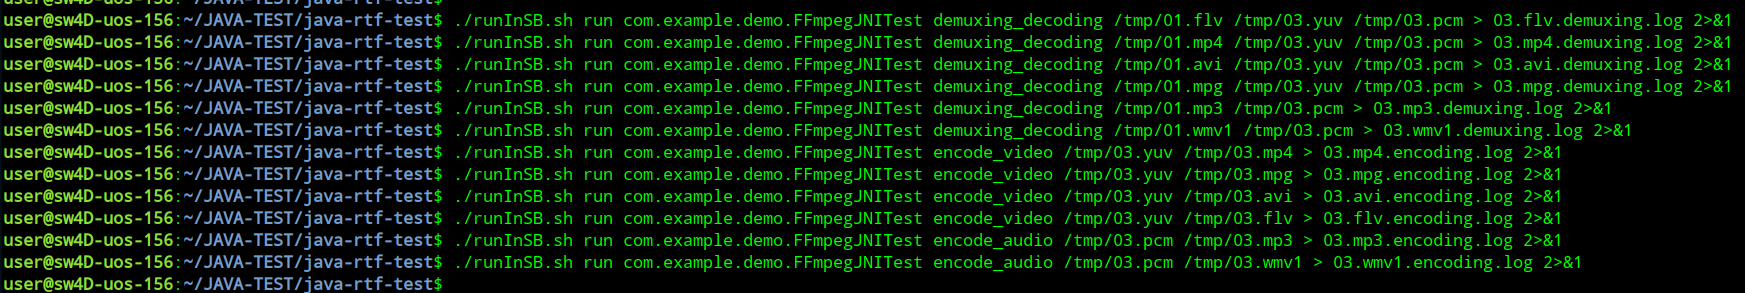 user@sw4D-uos-156:~/JAVA-TEST/java-rtf-test$
user@sw4D-uos-156:~/JAVA-TEST/java-rtf-test$ ./runInSB.sh run com.example.demo.FFmpegJNITest demuxing_decoding /tmp/01.flv /tmp/03.yuv /tmp/03.pcm > 03.flv.demuxing.log 2>&1
user@sw4D-uos-156:~/JAVA-TEST/java-rtf-test$ ./runInSB.sh run com.example.demo.FFmpegJNITest demuxing_decoding /tmp/01.mp4 /tmp/03.yuv /tmp/03.pcm > 03.mp4.demuxing.log 2>&1
user@sw4D-uos-156:~/JAVA-TEST/java-rtf-test$ ./runInSB.sh run com.example.demo.FFmpegJNITest demuxing_decoding /tmp/01.avi /tmp/03.yuv /tmp/03.pcm > 03.avi.demuxing.log 2>&1
user@sw4D-uos-156:~/JAVA-TEST/java-rtf-test$ ./runInSB.sh run com.example.demo.FFmpegJNITest demuxing_decoding /tmp/01.mpg /tmp/03.yuv /tmp/03.pcm > 03.mpg.demuxing.log 2>&1
user@sw4D-uos-156:~/JAVA-TEST/java-rtf-test$ ./runInSB.sh run com.example.demo.FFmpegJNITest demuxing_decoding /tmp/01.mp3 /tmp/03.pcm > 03.mp3.demuxing.log 2>&1
user@sw4D-uos-156:~/JAVA-TEST/java-rtf-test$ ./runInSB.sh run com.example.demo.FFmpegJNITest demuxing_decoding /tmp/01.wmv1 /tmp/03.pcm > 03.wmv1.demuxing.log 2>&1
user@sw4D-uos-156:~/JAVA-TEST/java-rtf-test$ ./runInSB.sh run com.example.demo.FFmpegJNITest encode_video /tmp/03.yuv /tmp/03.mp4 > 03.mp4.encoding.log 2>&1
user@sw4D-uos-156:~/JAVA-TEST/java-rtf-test$ ./runInSB.sh run com.example.demo.FFmpegJNITest encode_video /tmp/03.yuv /tmp/03.mpg > 03.mpg.encoding.log 2>&1
user@sw4D-uos-156:~/JAVA-TEST/java-rtf-test$ ./runInSB.sh run com.example.demo.FFmpegJNITest encode_video /tmp/03.yuv /tmp/03.avi > 03.avi.encoding.log 2>&1
user@sw4D-uos-156:~/JAVA-TEST/java-rtf-test$ ./runInSB.sh run com.example.demo.FFmpegJNITest encode_video /tmp/03.yuv /tmp/03.flv > 03.flv.encoding.log 2>&1
user@sw4D-uos-156:~/JAVA-TEST/java-rtf-test$ ./runInSB.sh run com.example.demo.FFmpegJNITest encode_audio /tmp/03.pcm /tmp/03.mp3 > 03.mp3.encoding.log 2>&1
user@sw4D-uos-156:~/JAVA-TEST/java-rtf-test$ ./runInSB.sh run com.example.demo.FFmpegJNITest encode_audio /tmp/03.pcm /tmp/03.wmv1 > 03.wmv1.encoding.log 2>&1
user@sw4D-uos-156:~/JAVA-TEST/java-rtf-test$